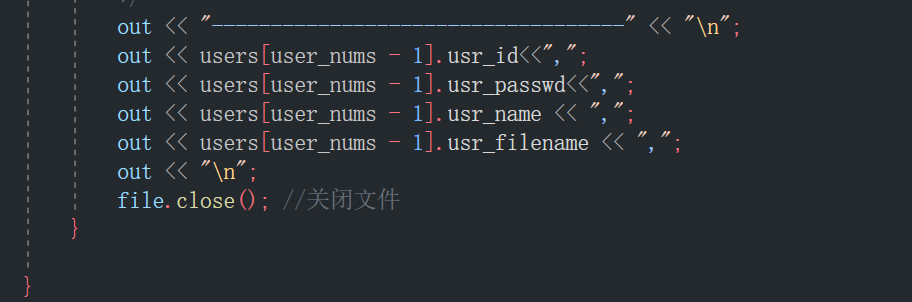 */
out << "-----------------------------------" << "\n";
out << users[user_nums - 1].usr_id<<",";
out << users[user_nums - 1].usr_passwd<<",";
out << users[user_nums - 1].usr_name << ",";
out << users[user_nums - 1].usr_filename << ",";
out << "\n";
file.close(); //关闭文件
}
}